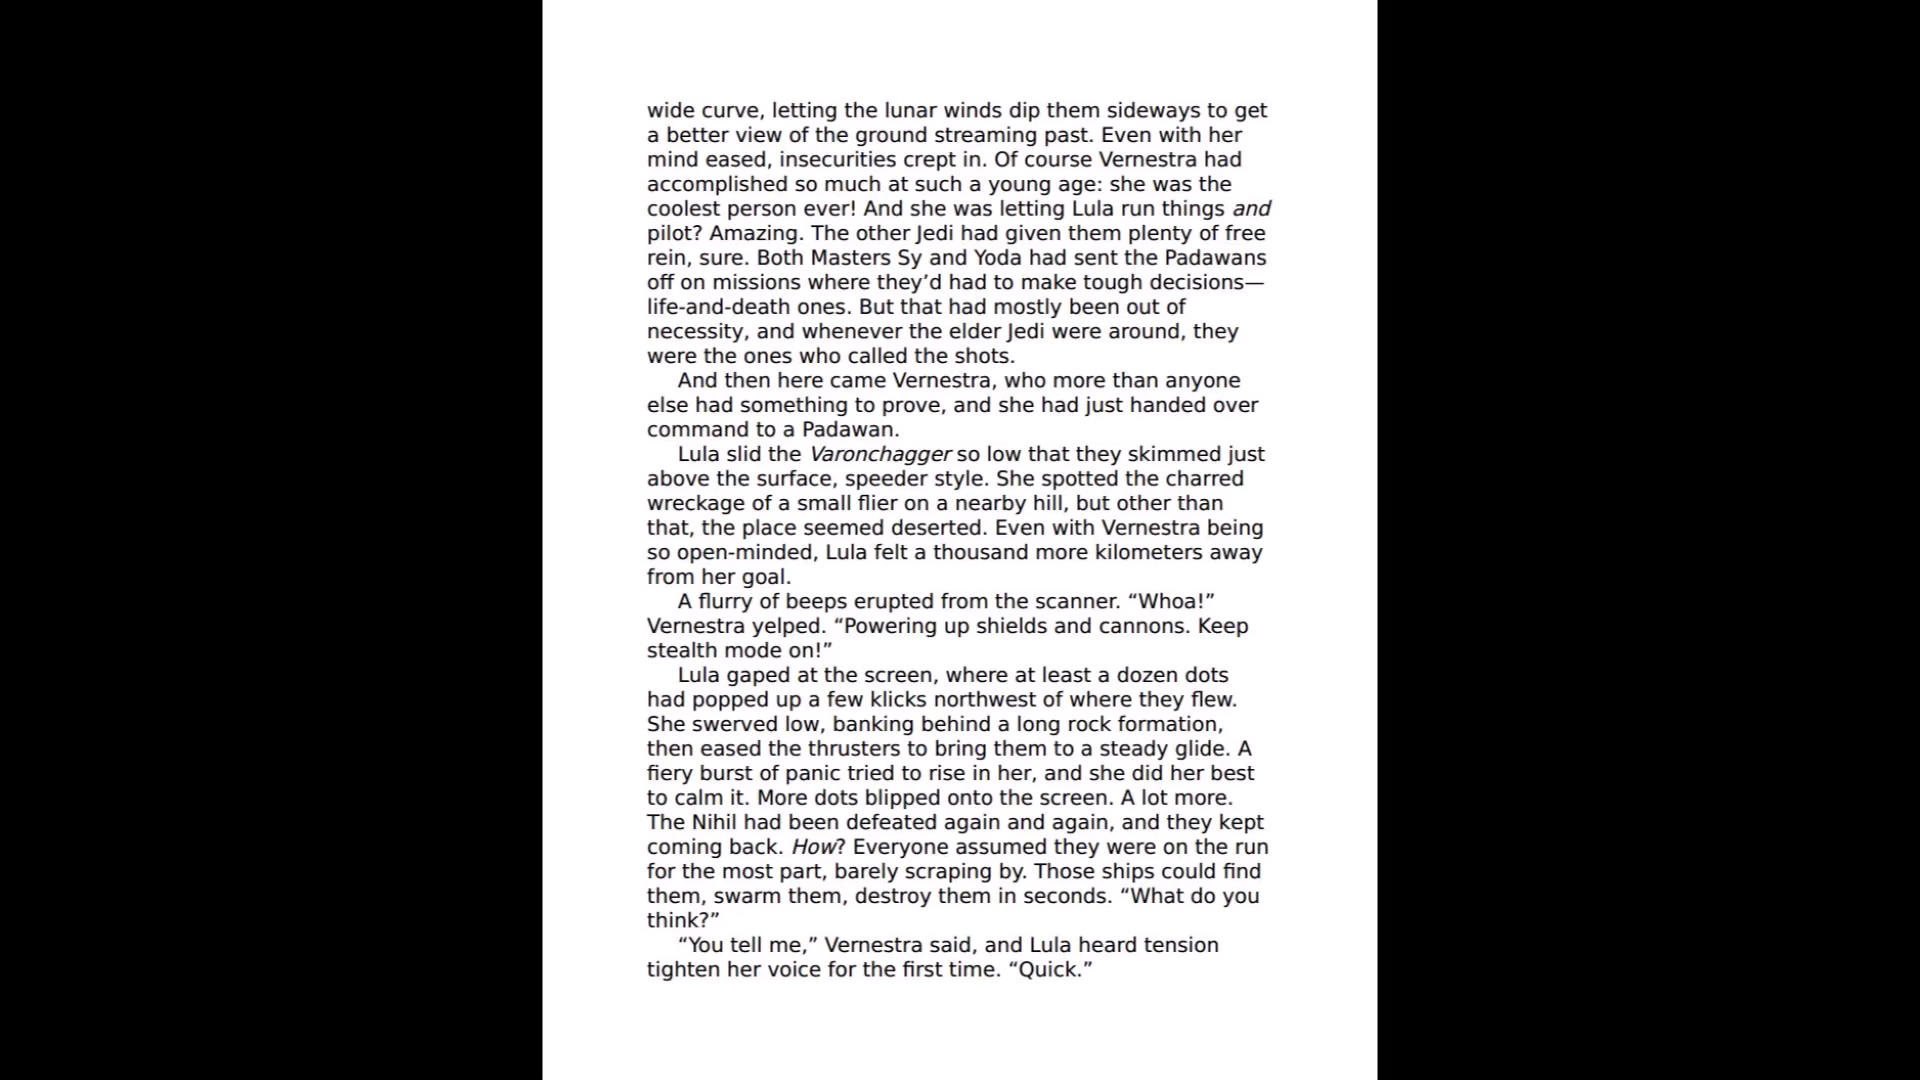 wide curve, letting the lunar winds dip them sideways to get
a better view of the ground streaming past. Even with her
mind eased, insecurities crept in. Of course Vernestra had
accomplished so much at such a young age: she was the
coolest person ever! And she was letting Lula run things and
pilot? Amazing. The other Jedi had given them plenty of free
rein, sure. Both Masters Sy and Yoda had sent the Padawans
off on missions where they’d had to make tough decisions—
life-and-death ones. But that had mostly been out of
necessity, and whenever the elder Jedi were around, they
were the ones who called the shots.
And then here came Vernestra, who more than anyone
else had something to prove, and she had just handed over
command to a Padawan.
Lula slid the Varonchagger so low that they skimmed just
above the surface, speeder style. She spotted the charred
wreckage of a small flier on a nearby hill, but other than
that, the place seemed deserted. Even with Vernestra being
so open-minded, Lula felt a thousand more kilometers away
from her goal.
A flurry of beeps erupted from the scanner. “Whoa!”
Vernestra yelped. “Powering up shields and cannons. Keep
stealth mode on!”
Lula gaped at the screen, where at least a dozen dots
had popped up a few klicks northwest of where they flew.
She swerved low, banking behind a long rock formation,
then eased the thrusters to bring them to a steady glide. A
fiery burst of panic tried to rise in her, and she did her best
to calm it. More dots blipped onto the screen. A lot more.
The Nihil had been defeated again and again, and they kept
coming back. How? Everyone assumed they were on the run
for the most part, barely scraping by. Those ships could find
them, swarm them, destroy them in seconds. “What do you
think?”
“You tell me,” Vernestra said, and Lula heard tension
tighten her voice for the first time. “Quick.”